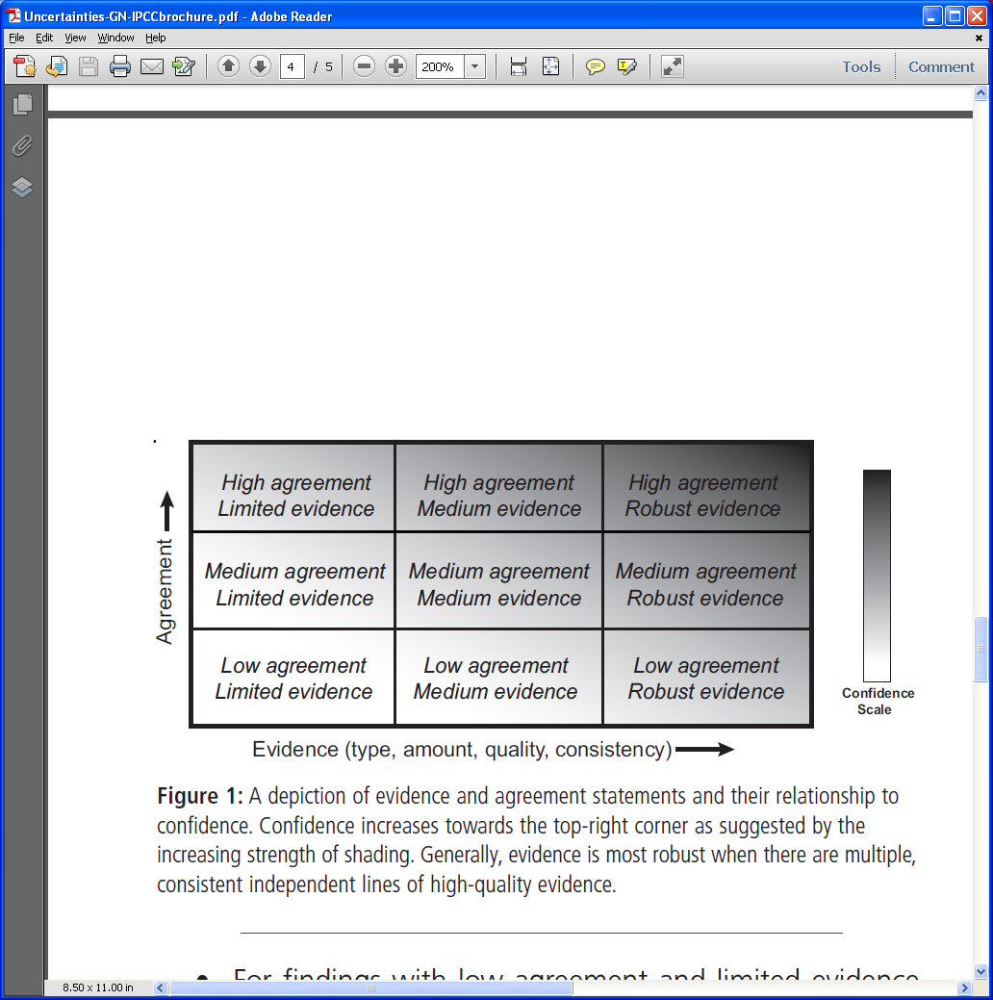 Uncertainties-GN-IPCCbrochure.pdf - Adobe Reader
File Edit View Window Help
4 / 5 200% Tools Comment
High agreement High agreement High agreement
Limited evidence Medium evidence Robust evidence
Medium agreement Medium agreement Medium agreement
Limited evidence Medium evidence Robust evidence
Low agreement Low agreement Low agreement
Limited evidence Medium evidence Robust evidence
Agreement
Confidence
Scale
Evidence (type, amount, quality, consistency)
Figure 1: A depiction of evidence and agreement statements and their relationship to
confidence. Confidence increases towards the top-right corner as suggested by the
increasing strength of shading. Generally, evidence is most robust when there are multiple,
consistent independent lines of high-quality evidence.
• For findings with low agreement and limited evidence
8.50 x 11.00 in